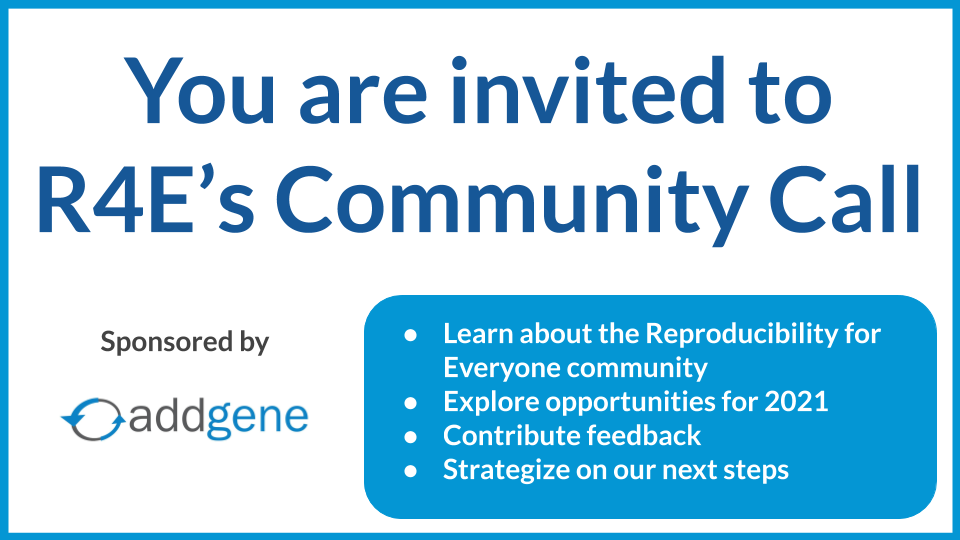 You are invited to
R4E’s Community Call
Sponsored by
addgene
● Learn about the Reproducibility for
Everyone community
● Explore opportunities for 2021
● Contribute feedback
● Strategize on our next steps